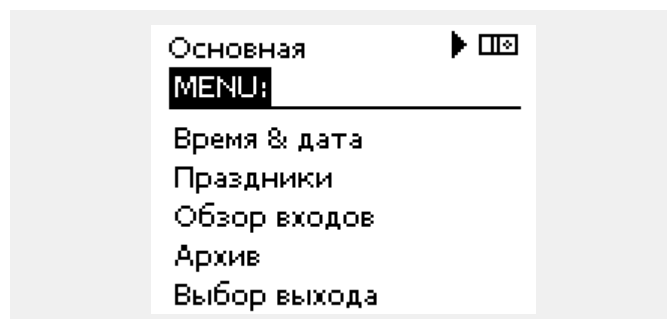 Основная
MENU:
Время & дата
Праздники
Обзор входов
Архив
Выбор выхода